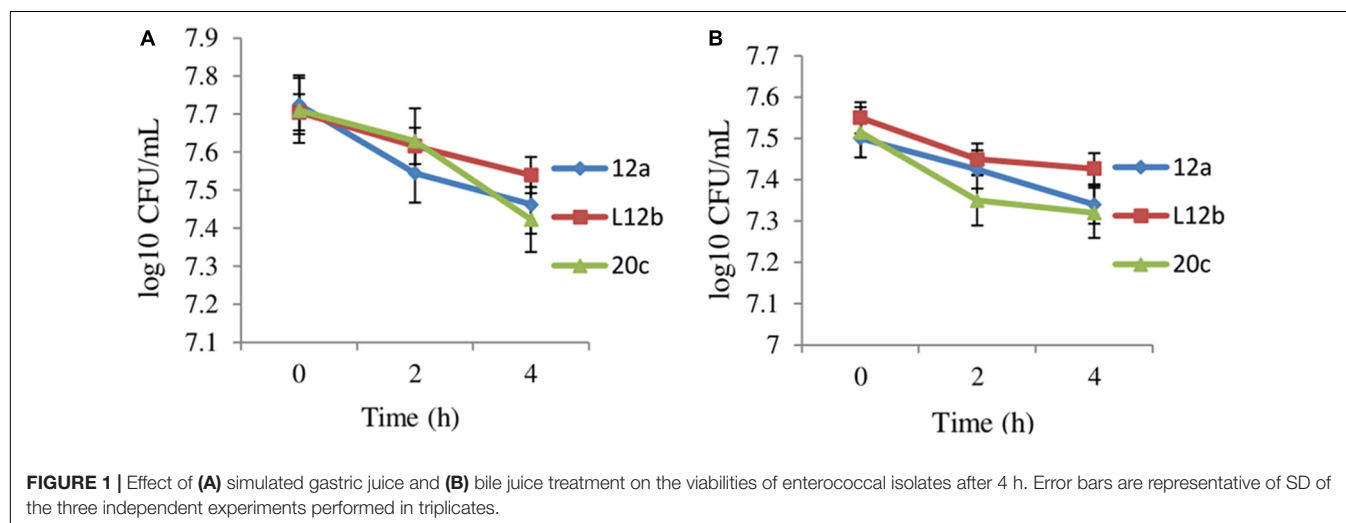 A
7.9
7.8
7.7
7.6
7.5
7.4
7.3
7.2
7.1
log10 CFU/mL
0 2 4
Time (h)
12a
L12b
20c
B
7.7
7.6
7.5
7.4
7.3
7.2
7.1
7
log10 CFU/mL
0 2 4
Time (h)
12a
L12b
20c
FIGURE 1 | Effect of (A) simulated gastric juice and (B) bile juice treatment on the viabilities of enterococcal isolates after 4 h. Error bars are representative of SD of
the three independent experiments performed in triplicates.